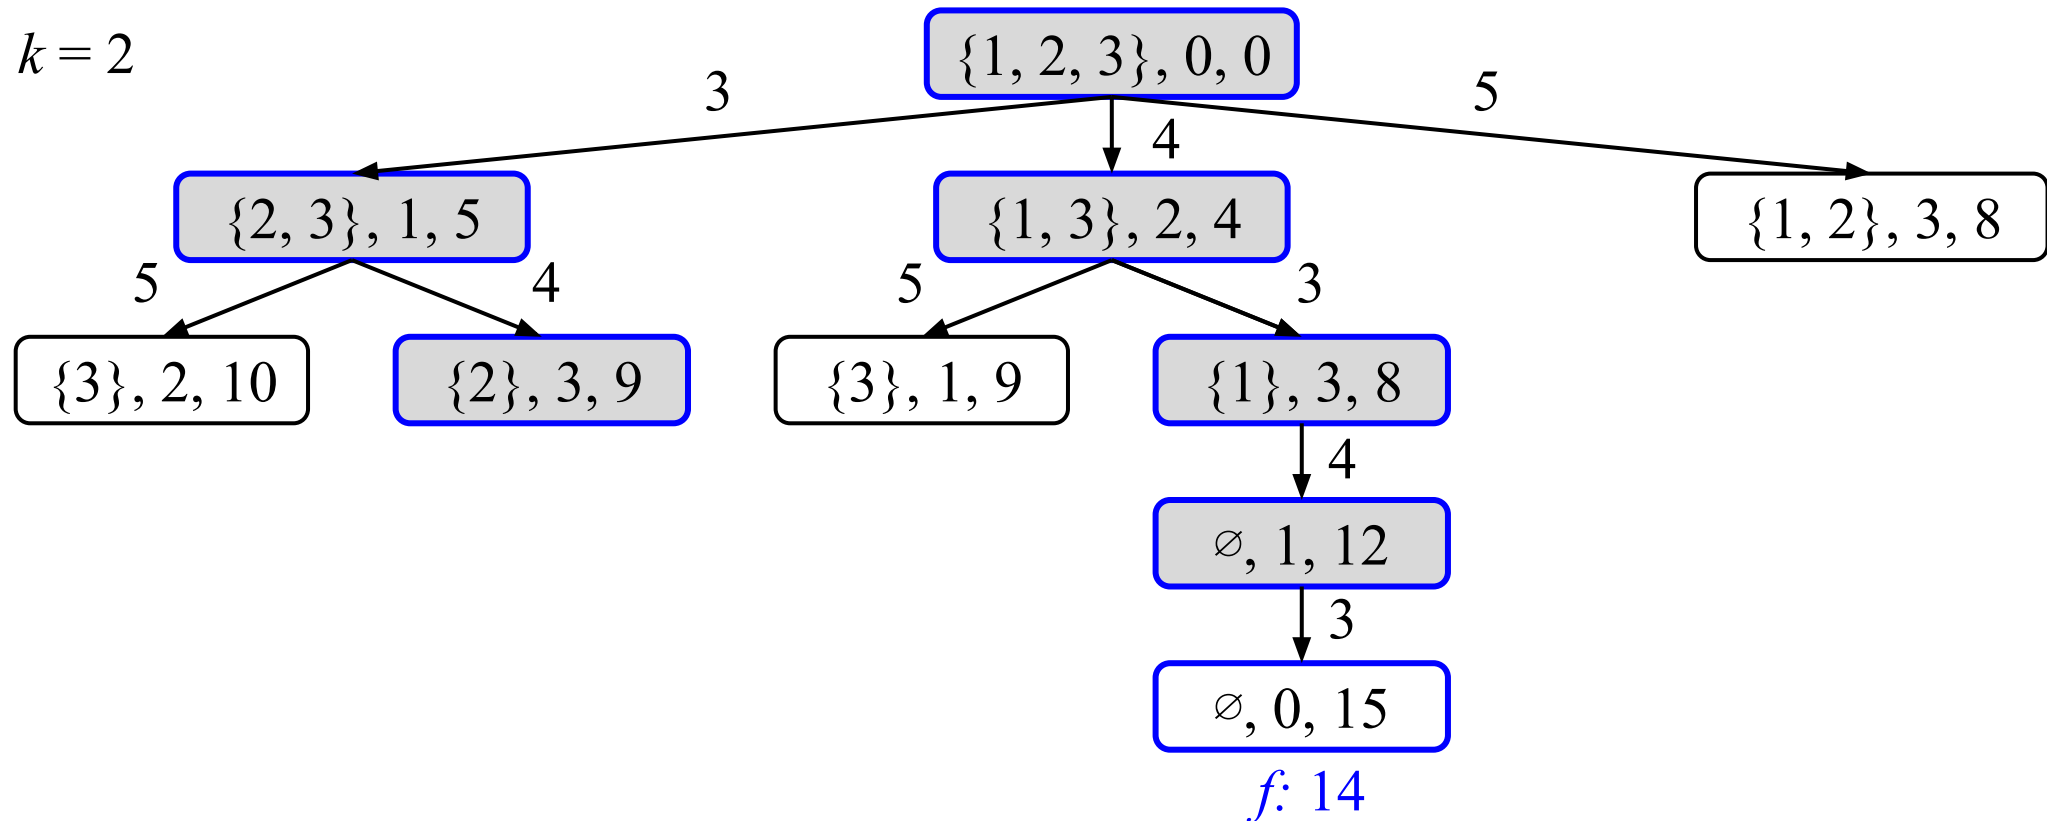 k = 2
{1, 2, 3}, 0, 0
3
4
5
{2, 3}, 1, 5
{1, 3}, 2, 4
{1, 2}, 3, 8
5
4
5
3
{3}, 2, 10
{2}, 3, 9
{3}, 1, 9
{1}, 3, 8
4
∅, 1, 12
3
∅, 0, 15
f: 14